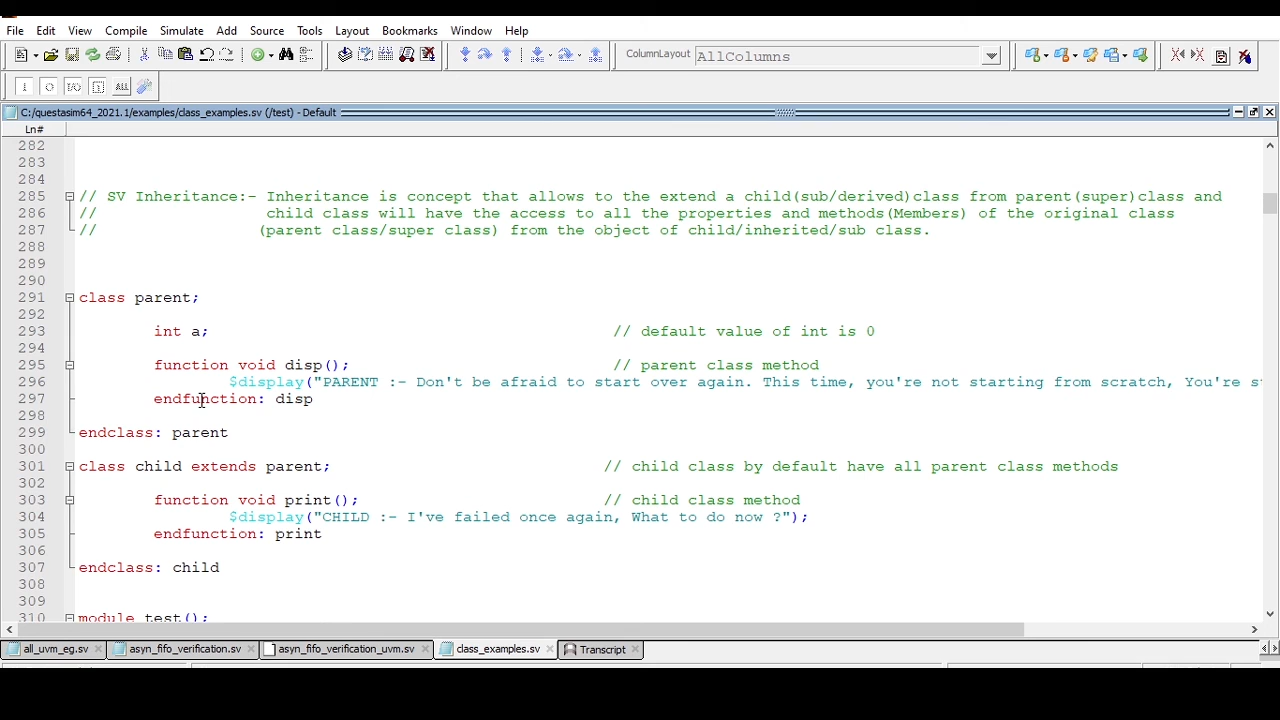 File Edit View Compile Simulate Add Source Tools Layout Bookmarks Window Help
ColumnLayout AllColumns
C:/questasim64_2021.1/examples/class_examples.sv (/test) - Default
Ln#
282
283
284
285 // SV Inheritance:- Inheritance is concept that allows to the extend a child(sub/derived)class from parent(super)class and
286 // child class will have the access to all the properties and methods(Members) of the original class
287 // (parent class/super class) from the object of child/inherited/sub class.
288
289
290
291 class parent;
292
293 int a; // default value of int is 0
294
295 function void disp(); // parent class method
296 $display("PARENT :- Don't be afraid to start over again. This time, you're not starting from scratch, You're s
297 endfunction: disp
298
299 endclass: parent
300
301 class child extends parent; // child class by default have all parent class methods
302
303 function void print(); // child class method
304 $display("CHILD :- I've failed once again, What to do now ?");
305 endfunction: print
306
307 endclass: child
308
309
310 module test();
all_uvm_eg.sv asyn_fifo_verification.sv asyn_fifo_verification_uvm.sv class_examples.sv Transcript